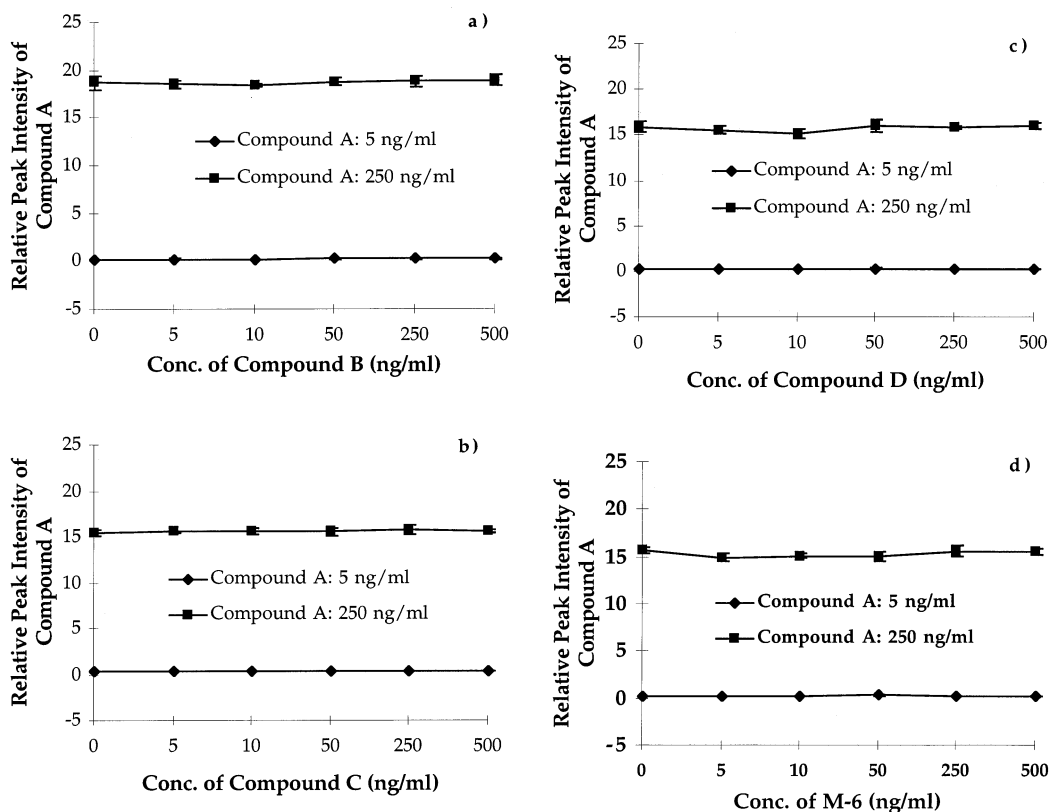 a )
Relative Peak Intensity of
Compound A
25
20
15
10
5
0
-5
Compound A: 5 ng/ml
Compound A: 250 ng/ml
0 5 10 50 250 500
Conc. of Compound B (ng/ml)
c )
Relative Peak Intensity of
Compound A
25
20
15
10
5
0
-5
Compound A: 5 ng/ml
Compound A: 250 ng/ml
0 5 10 50 250 500
Conc. of Compound D (ng/ml)
b )
Relative Peak Intensity of
Compound A
25
20
15
10
5
0
-5
Compound A: 5 ng/ml
Compound A: 250 ng/ml
0 5 10 50 250 500
Conc. of Compound C (ng/ml)
d )
Relative Peak Intensity of
Compound A
25
20
15
10
5
0
-5
Compound A: 5 ng/ml
Compound A: 250 ng/ml
0 5 10 50 250 500
Conc. of M-6 (ng/ml)